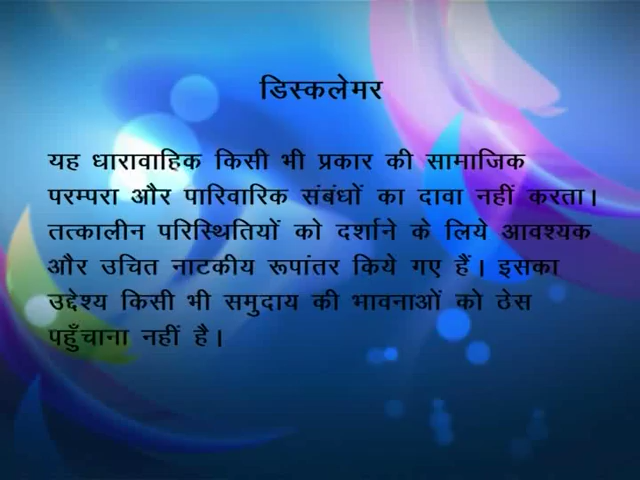 डिस्कलेमर
यह धारावाहिक किसी भी प्रकार की सामाजिक
परम्परा और पारिवारिक संबंधों का दावा नहीं करता।
तत्कालीन परिस्थितियों को दर्शाने के लिये आवश्यक
और उचित नाटकीय रूपांतर किये गए हैं। इसका
उद्देश्य किसी भी समुदाय की भावनाओं को ठेस
पहुँचाना नहीं है।